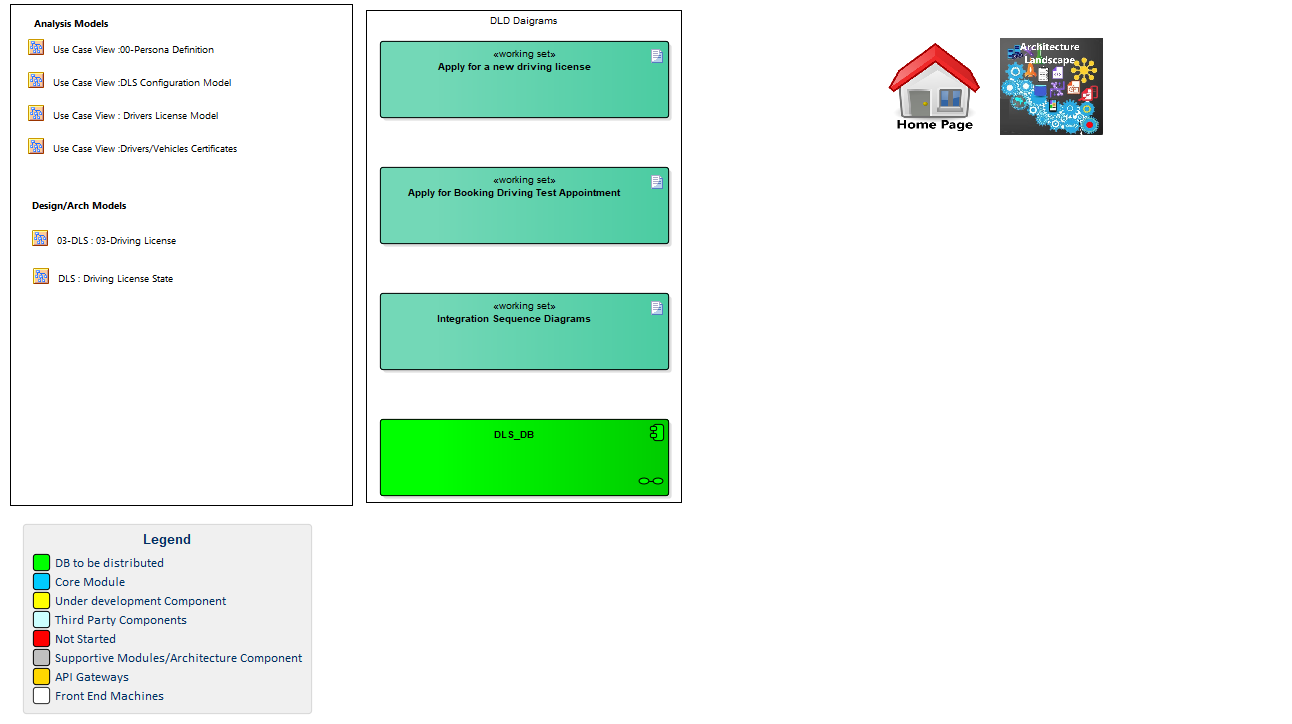 Analysis Models
Use Case View :00-Persona Definition
Use Case View :DLS Configuration Model
Use Case View : Drivers License Model
Use Case View :Drivers/Vehicles Certificates
Design/Arch Models
03-DLS : 03-Driving License
DLS : Driving License State
DLD Daigrams
«working set»
Apply for a new driving license
«working set»
Apply for Booking Driving Test Appointment
«working set»
Integration Sequence Diagrams
DLS_DB
Home Page
Architecture
Landscape
Legend
DB to be distributed
Core Module
Under development Component
Third Party Components
Not Started
Supportive Modules/Architecture Component
API Gateways
Front End Machines